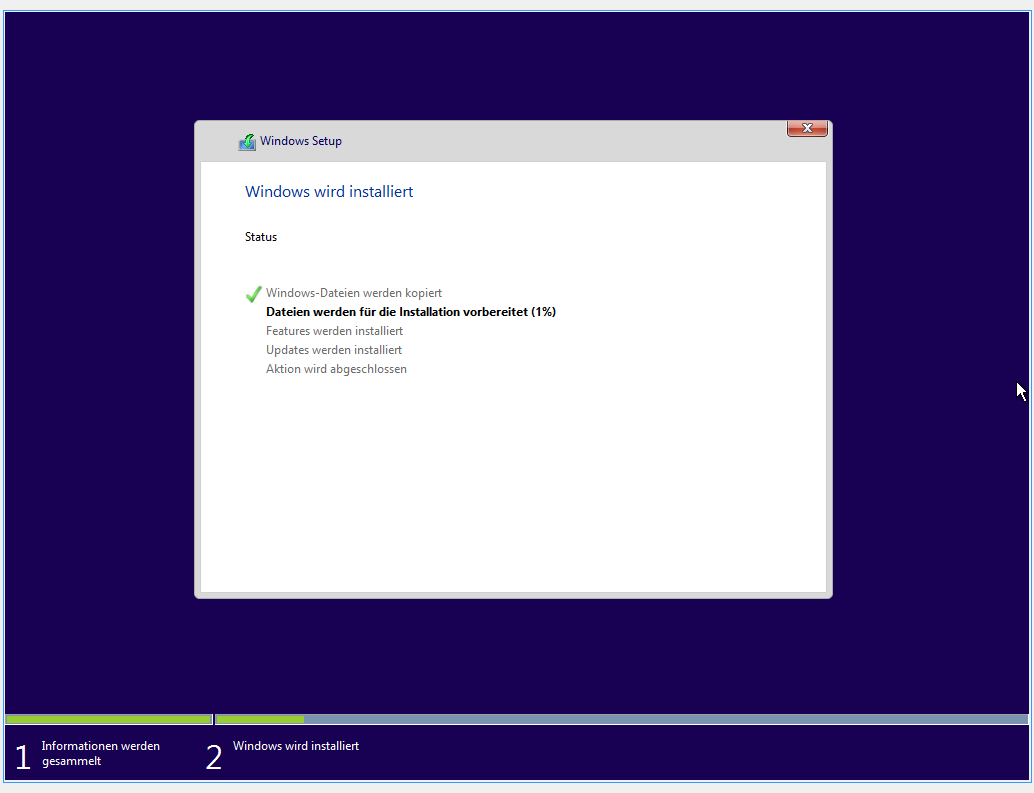 Windows Setup
Windows wird installiert
Status
Windows-Dateien werden kopiert
Dateien werden für die Installation vorbereitet (1%)
Features werden installiert
Updates werden installiert
Aktion wird abgeschlossen
1 Informationen werden
gesammelt
2 Windows wird installiert